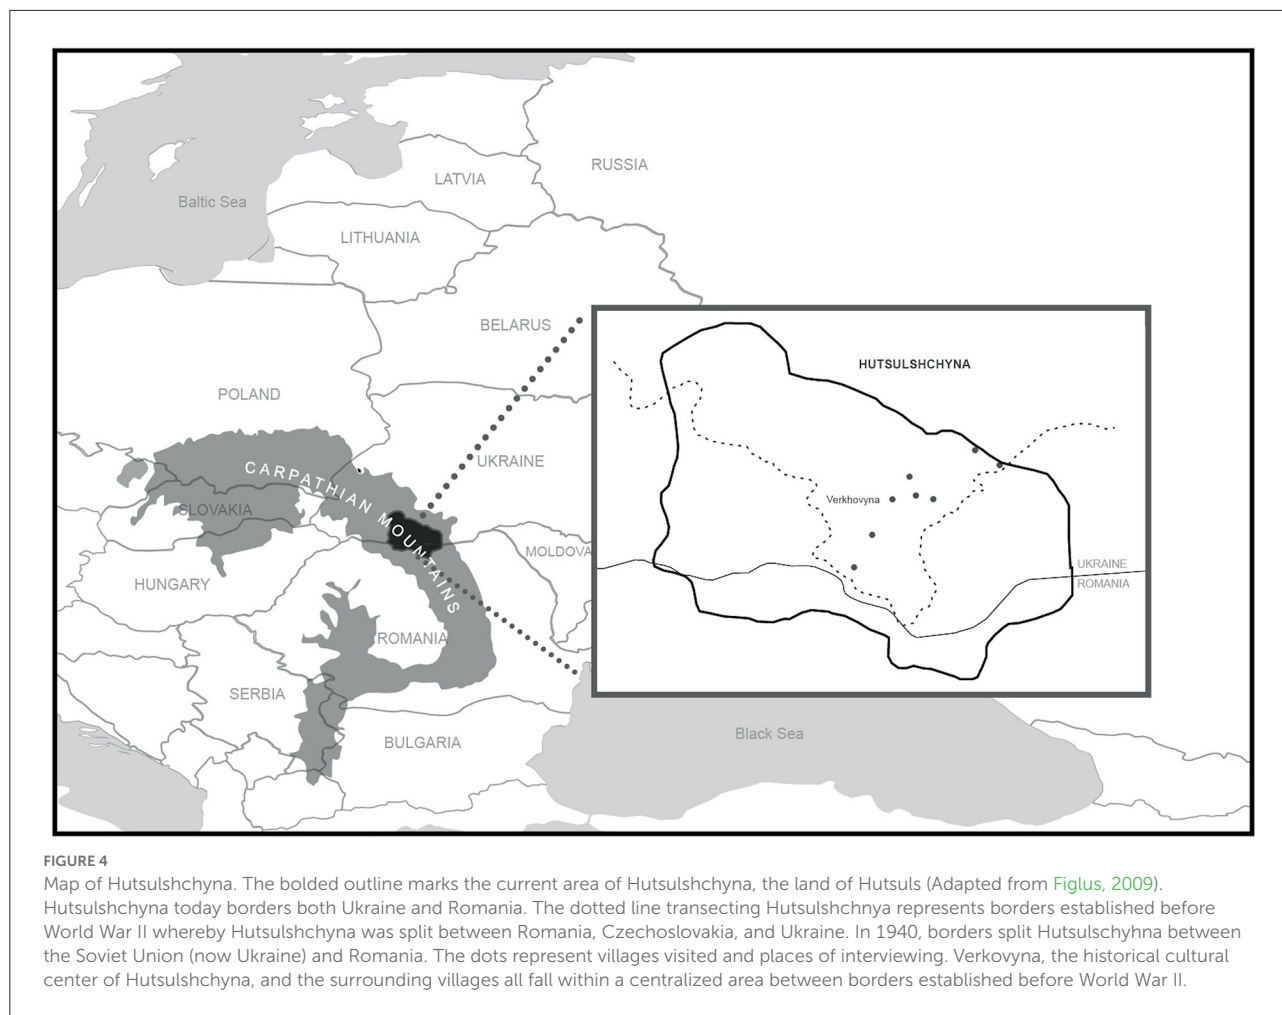 RUSSIA
LATVIA
Baltic Sea
LITHUANIA
BELARUS
HUTSULSHCHYNA
POLAND
UKRAINE
CARPATHIAN MOUNTAINS
Verkhovyna
SLOVAKIA
MOLDOVA
UKRAINE
ROMANIA
HUNGARY
ROMANIA
SERBIA
Black Sea
BULGARIA
FIGURE 4
Map of Hutsulshchyna. The bolded outline marks the current area of Hutsulshchyna, the land of Hutsuls (Adapted from Figlus, 2009).
Hutsulshchyna today borders both Ukraine and Romania. The dotted line transecting Hutsulshchnya represents borders established before
World War II whereby Hutsulshchyna was split between Romania, Czechoslovakia, and Ukraine. In 1940, borders split Hutsulschyhna between
the Soviet Union (now Ukraine) and Romania. The dots represent villages visited and places of interviewing. Verkovyna, the historical cultural
center of Hutsulshchyna, and the surrounding villages all fall within a centralized area between borders established before World War II.